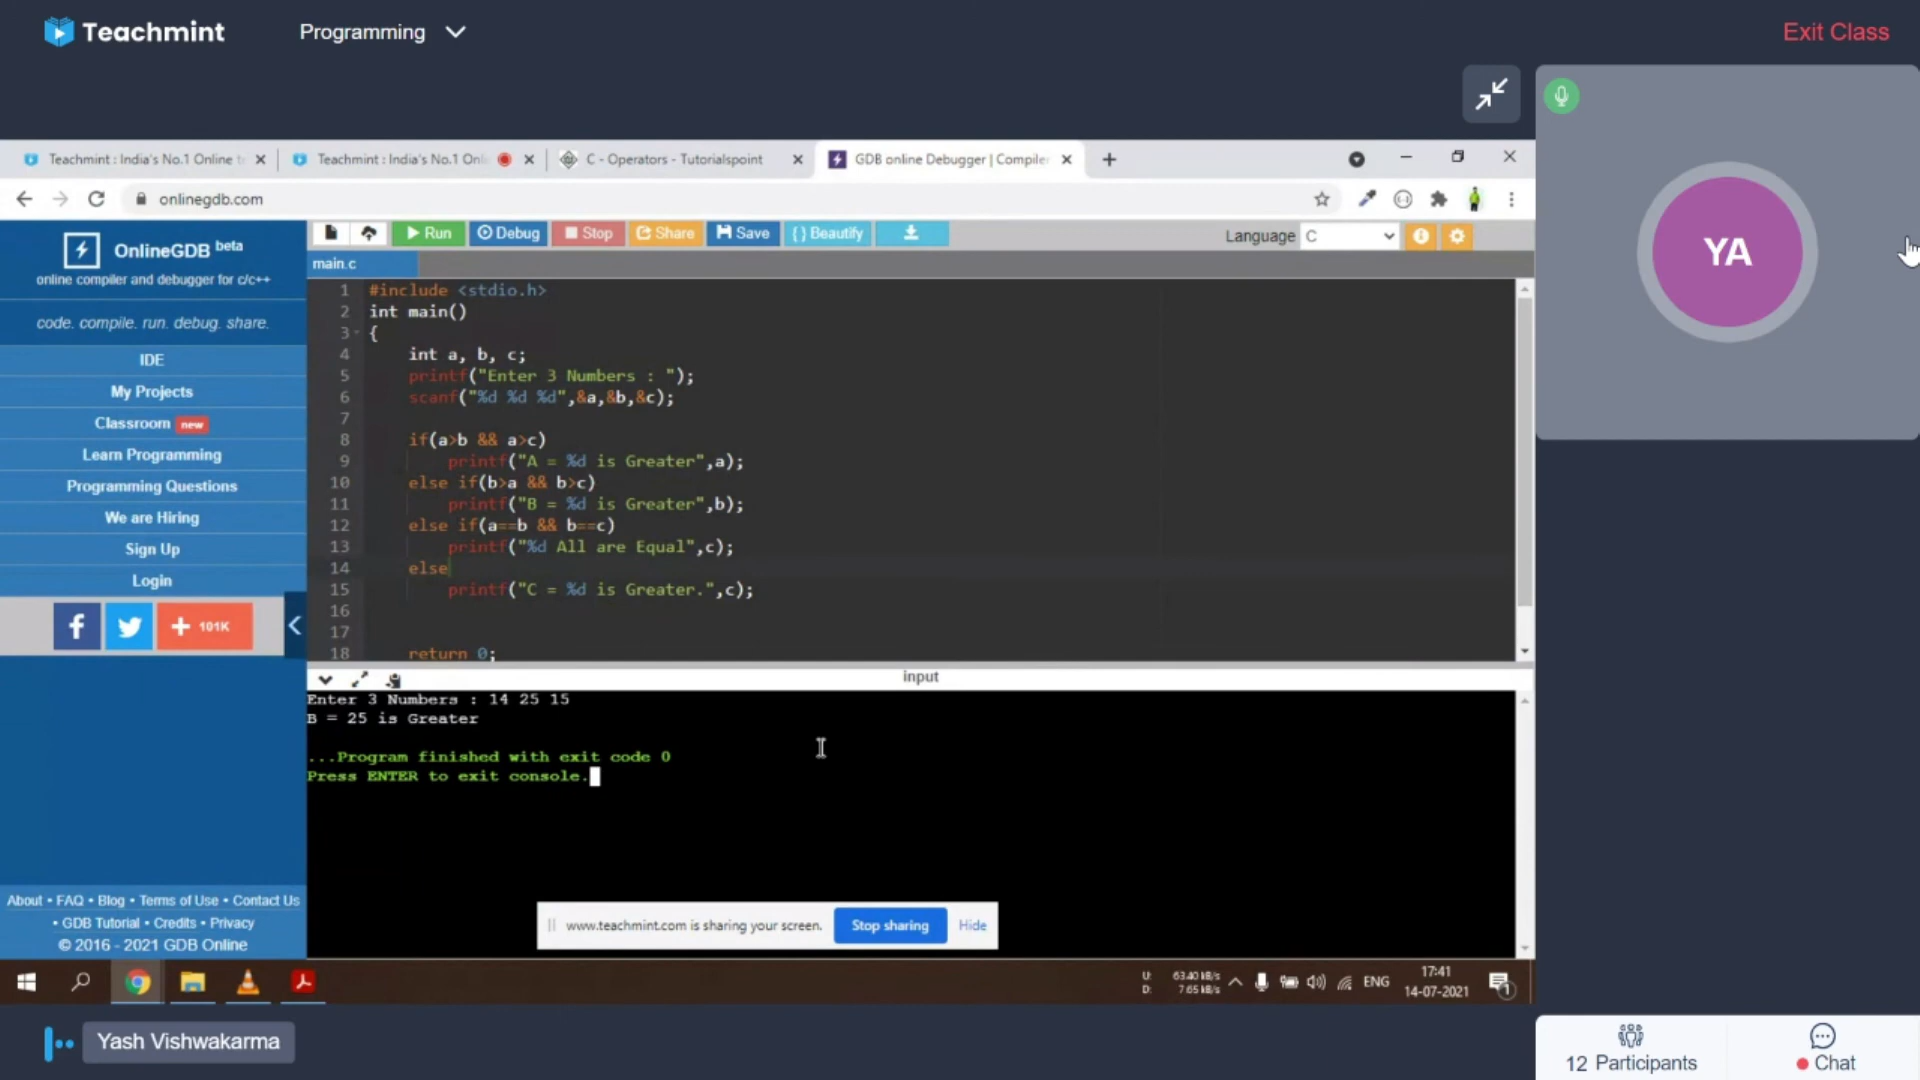 Teachmint
Programming
Exit Class
Teachmint : India's No.1 Online t
Teachmint : India's No.1 Onli
C - Operators - Tutorialspoint
GDB online Debugger | Compiler
onlinegdb.com
OnlineGDB beta
online compiler and debugger for c/c++
code. compile. run. debug. share.
IDE
My Projects
Classroom new
Learn Programming
Programming Questions
We are Hiring
Sign Up
Login
101K
About • FAQ • Blog • Terms of Use • Contact Us
• GDB Tutorial • Credits • Privacy
© 2016 - 2021 GDB Online
Run
Debug
Stop
Share
Save
{ } Beautify
Language C
main.c
1 #include <stdio.h>
2 int main()
3 {
4 int a, b, c;
5 printf("Enter 3 Numbers : ");
6 scanf("%d %d %d",&a,&b,&c);
7
8 if(a>b && a>c)
9 printf("A = %d is Greater",a);
10 else if(b>a && b>c)
11 printf("B = %d is Greater",b);
12 else if(a==b && b==c)
13 printf("%d All are Equal",c);
14 else
15 printf("C = %d is Greater.",c);
16
17
18 return 0;
input
Enter 3 Numbers : 14 25 15
B = 25 is Greater
...Program finished with exit code 0
Press ENTER to exit console.
www.teachmint.com is sharing your screen.
Stop sharing
Hide
U: 63.40 kB/s
D: 7.65 kB/s
ENG
17:41
14-07-2021
1
YA
Yash Vishwakarma
12 Participants
Chat